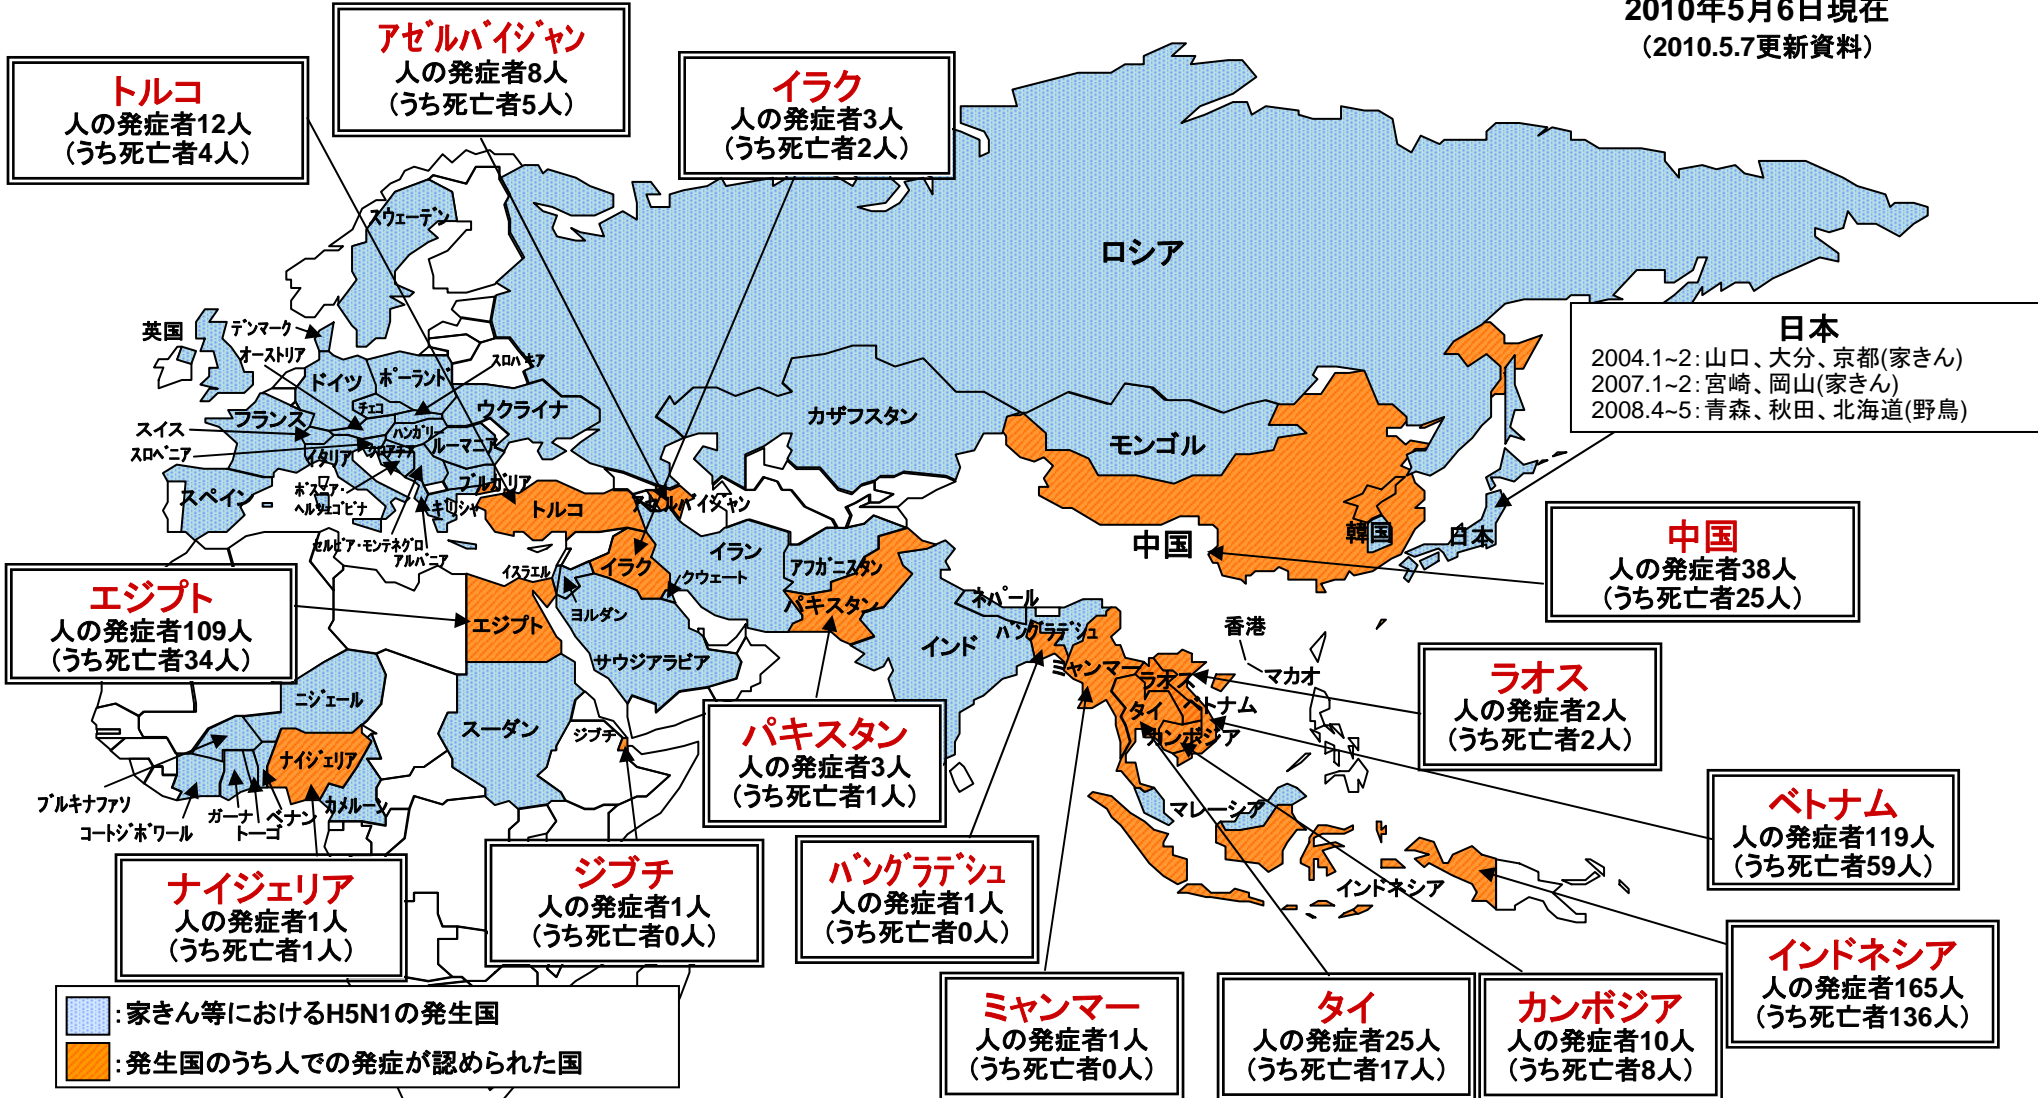 2010年5月6日現在
（2010.5.7更新資料）
アゼルバイジャン
人の発症者8人
（うち死亡者5人）
トルコ
人の発症者12人
（うち死亡者4人）
イラク
人の発症者3人
（うち死亡者2人）
スウェーデン
ロシア
日本
2004.1~2：山口、大分、京都(家きん)
2007.1~2：宮崎、岡山(家きん)
2008.4~5：青森、秋田、北海道(野鳥)
英国
デンマーク
オーストリア
スロバキア
ドイツ
ポーランド
チェコ
フランス
ウクライナ
カザフスタン
スイス
ハンガリー
ルーマニア
モンゴル
スロベニア
イタリア
クロアチア
スペイン
ボスニア・
ヘルツェゴビナ
ブルガリア
ギリシャ
トルコ
アゼルバイジャン
セルビア・モンテネグロ
アルバニア
イスラエル
イラク
イラン
クウェート
アフガニスタン
中国
韓国
日本
中国
人の発症者38人
（うち死亡者25人）
エジプト
人の発症者109人
（うち死亡者34人）
エジプト
ヨルダン
サウジアラビア
パキスタン
ネパール
インド
バングラデシュ
ミャンマー
香港
マカオ
ラオス
タイ
ベトナム
カンボジア
ラオス
人の発症者2人
（うち死亡者2人）
ニジェール
スーダン
ジブチ
ナイジェリア
カメルーン
ブルキナファソ
コートジボワール
ガーナ
トーゴ
ベナン
パキスタン
人の発症者3人
（うち死亡者1人）
マレーシア
インドネシア
ベトナム
人の発症者119人
（うち死亡者59人）
ナイジェリア
人の発症者1人
（うち死亡者1人）
ジブチ
人の発症者1人
（うち死亡者0人）
バングラデシュ
人の発症者1人
（うち死亡者0人）
インドネシア
人の発症者165人
（うち死亡者136人）
ミャンマー
人の発症者1人
（うち死亡者0人）
タイ
人の発症者25人
（うち死亡者17人）
カンボジア
人の発症者10人
（うち死亡者8人）
：家きん等におけるH5N1の発生国
：発生国のうち人での発症が認められた国